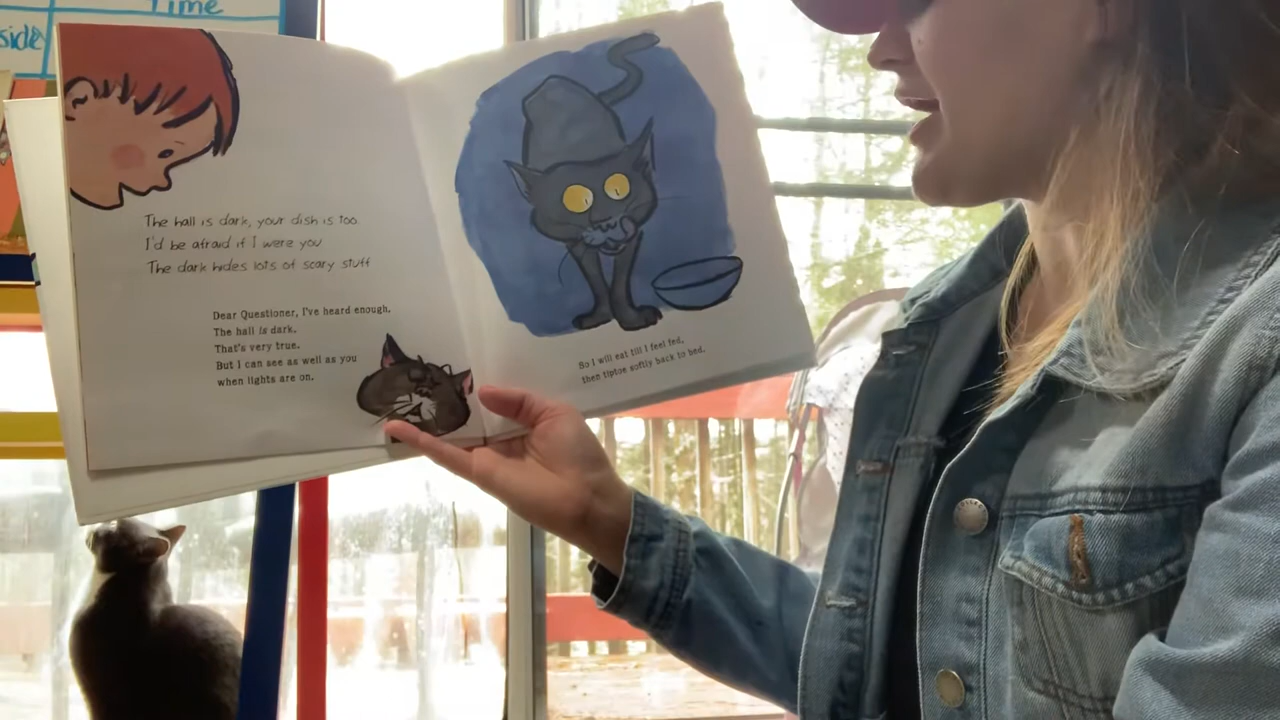 Time
side
The hall is dark, your dish is too.
I'd be afraid if I were you
The dark hides lots of scary stuff
Dear Questioner, I've heard enough.
The hall is dark.
That's very true.
But I can see as well as you
when lights are on.
So I will eat till I feel fed,
then tiptoe softly back to bed.